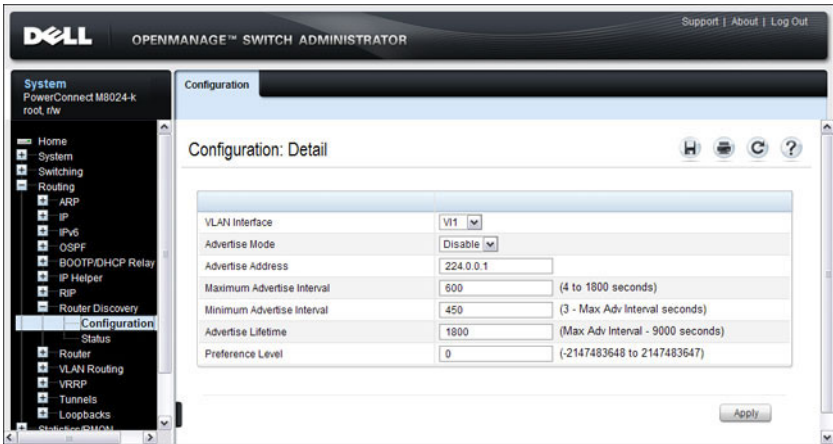 Support | About | Log Out
DELL OPENMANAGE™ SWITCH ADMINISTRATOR
System
PowerConnect M8024-k
root, r/w
Home
System
Switching
Routing
ARP
IP
IPv6
OSPF
BOOTP/DHCP Relay
IP Helper
RIP
Router Discovery
Configuration
Status
Router
VLAN Routing
VRRP
Tunnels
Loopbacks
Statistics/RMON
Configuration
Configuration: Detail
VLAN Interface Vl1
Advertise Mode Disable
Advertise Address 224.0.0.1
Maximum Advertise Interval 600 (4 to 1800 seconds)
Minimum Advertise Interval 450 (3 - Max Adv Interval seconds)
Advertise Lifetime 1800 (Max Adv Interval - 9000 seconds)
Preference Level 0 (-2147483648 to 2147483647)
Apply